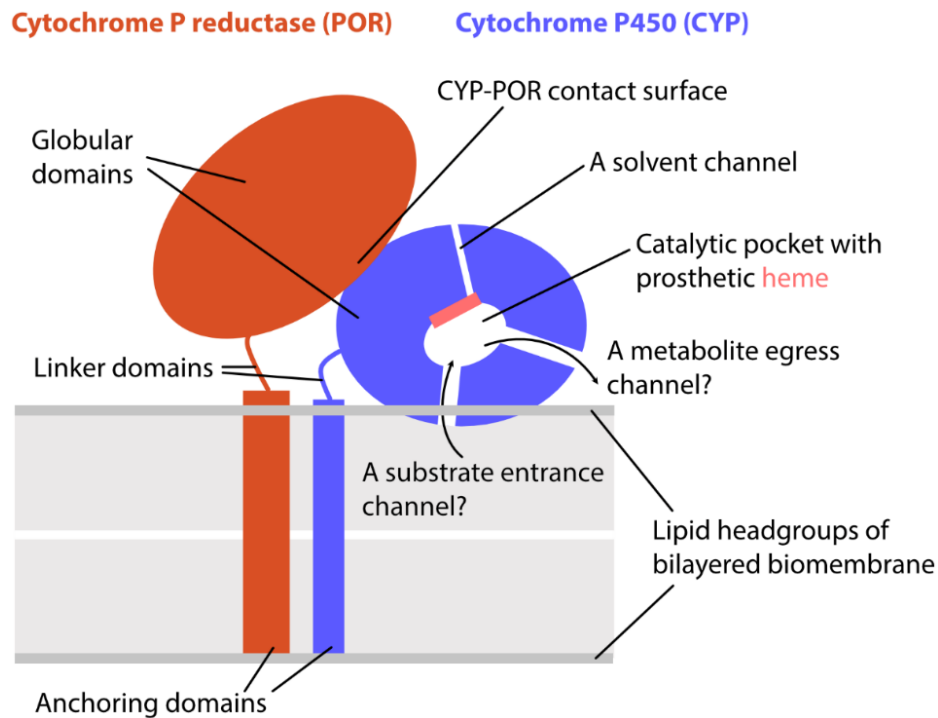 Cytochrome P reductase (POR)
Cytochrome P450 (CYP)
CYP-POR contact surface
Globular
domains
A solvent channel
Catalytic pocket with
prosthetic heme
Linker domains
A metabolite egress
channel?
A substrate entrance
channel?
Lipid headgroups of
bilayered biomembrane
Anchoring domains